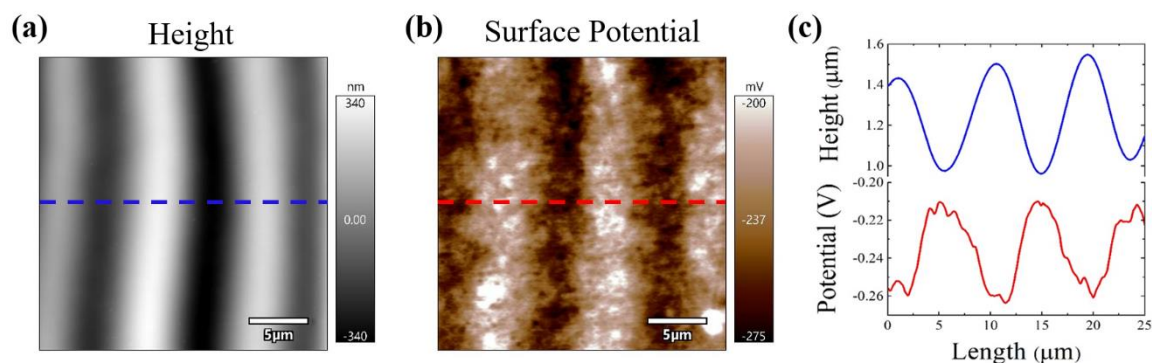 (a)
Height
nm
340
0.00
-340
5μm
(b)
Surface Potential
mV
-200
-237
-275
5μm
(c)
Height (μm)
1.6
1.4
1.2
1.0
Potential (V)
-0.20
-0.22
-0.24
-0.26
0 5 10 15 20 25
Length (μm)